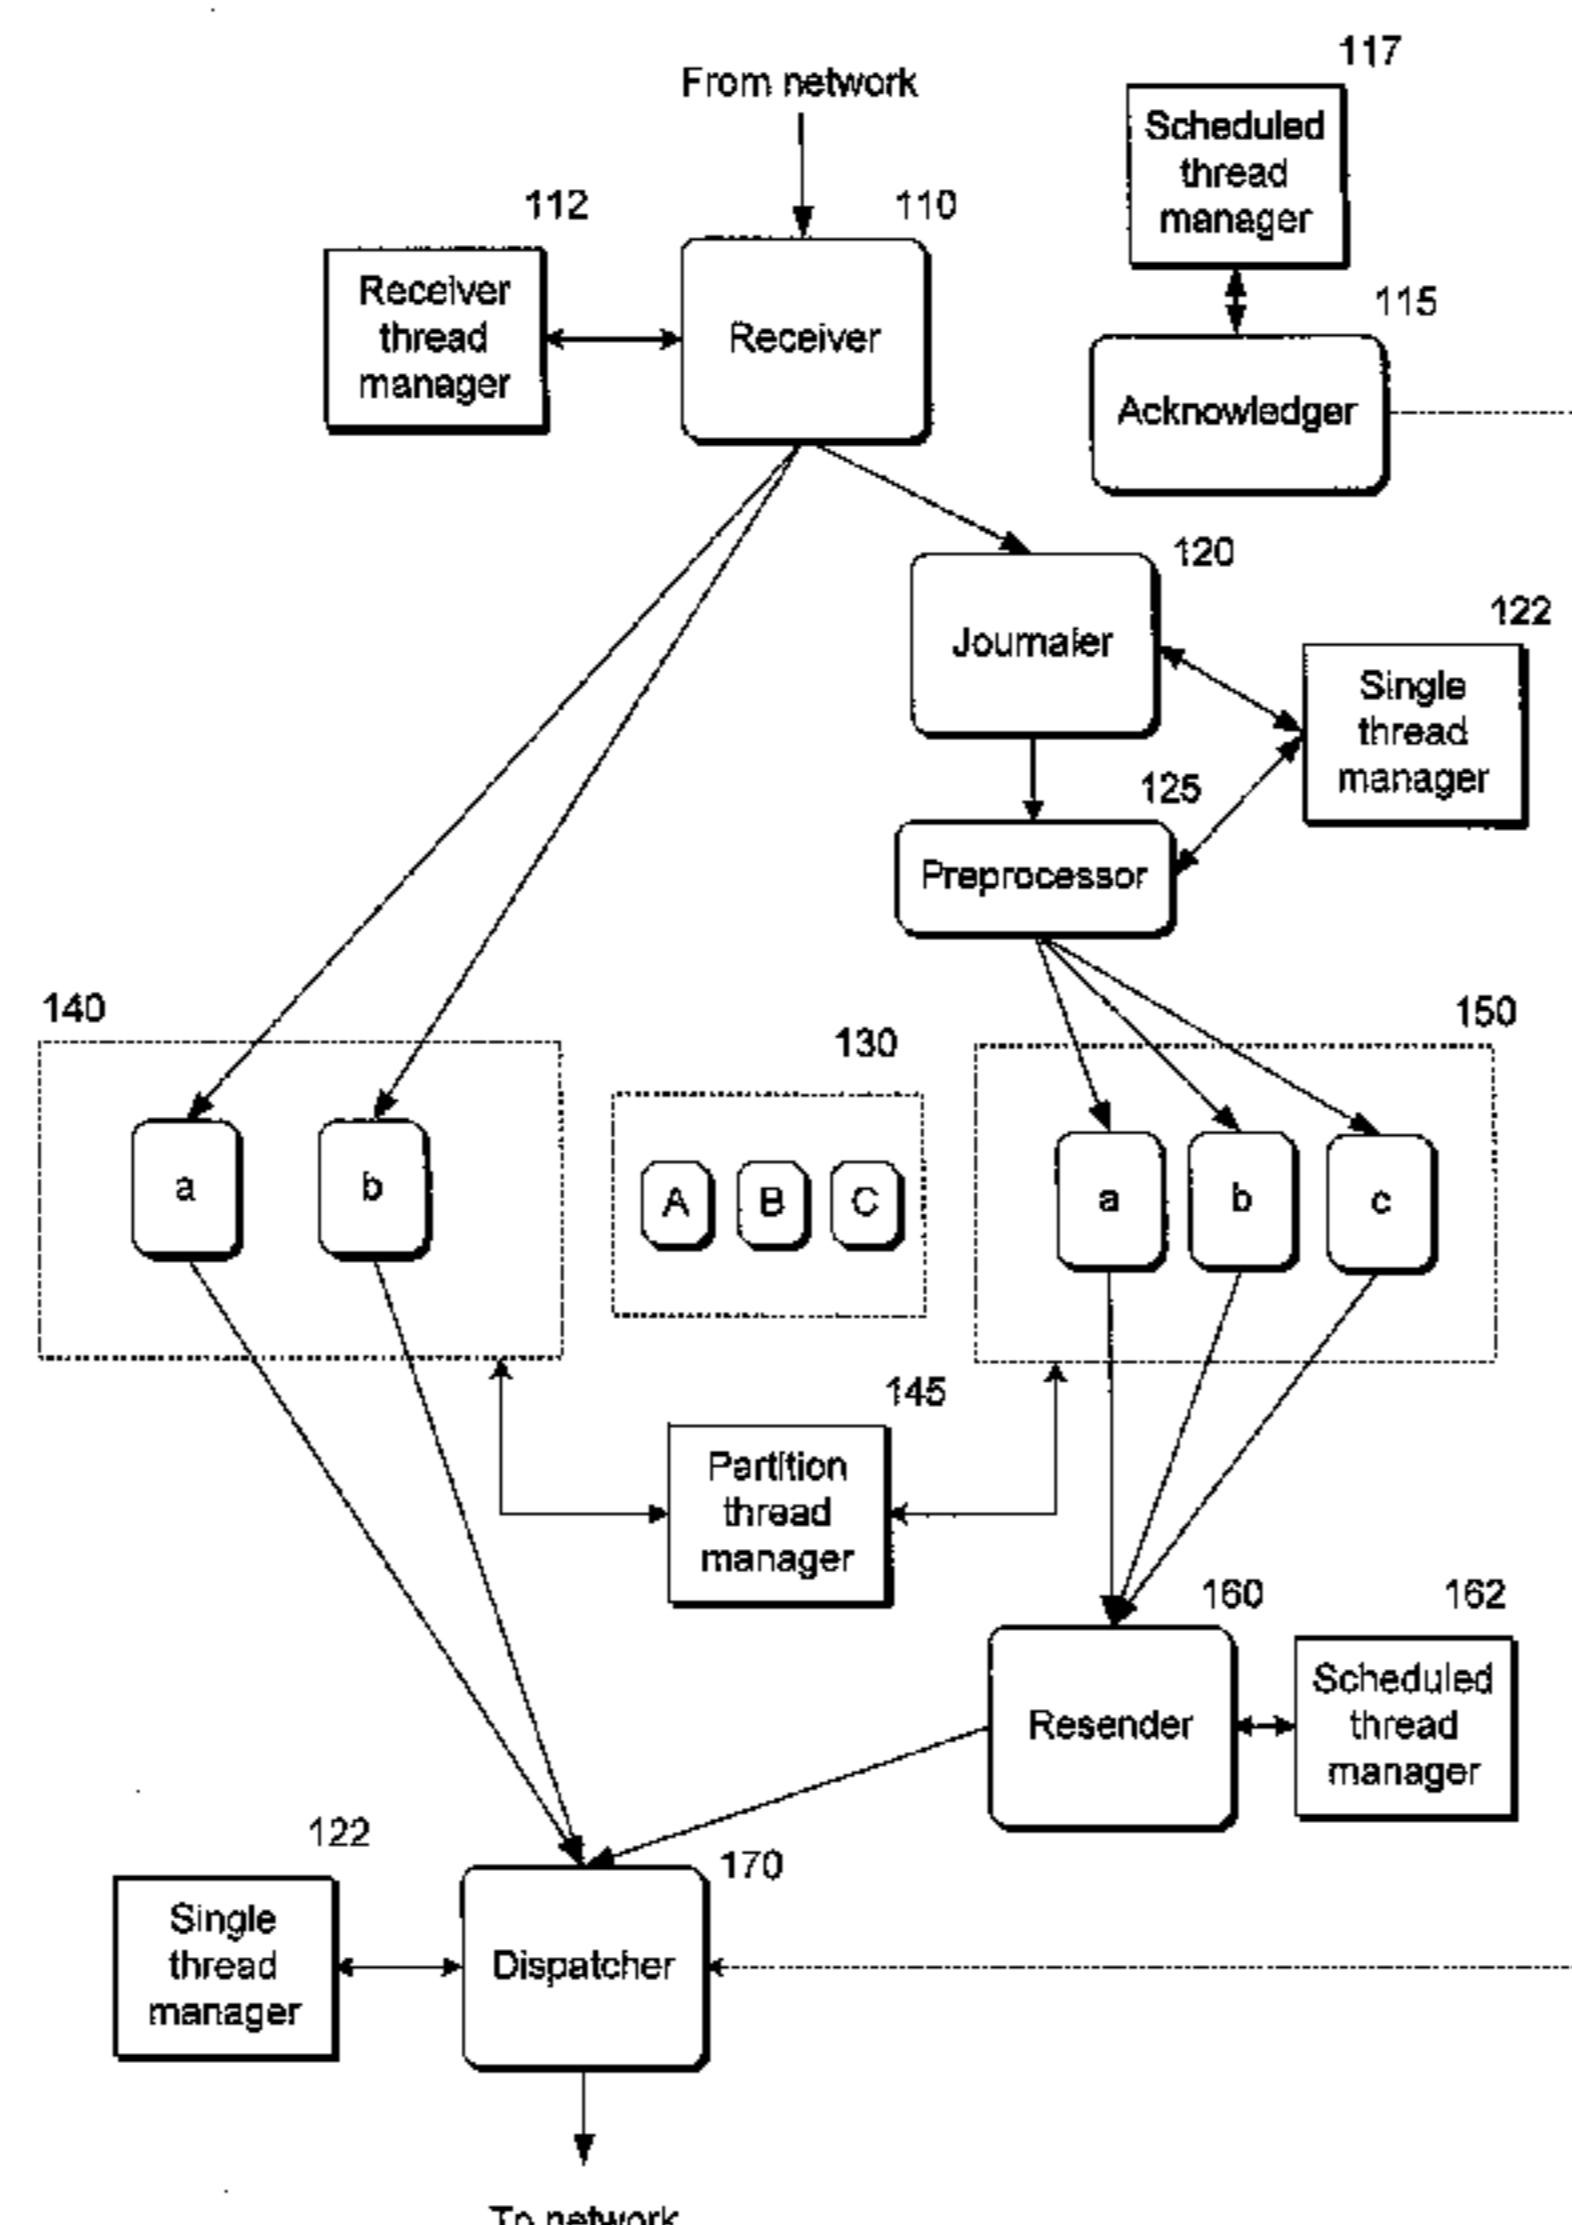 117
From network
Scheduled
thread
manager
112
110
Receiver
thread
manager
Receiver
115
Acknowledger
120
Journaler
122
Single
thread
manager
125
Preprocessor
140
130
150
a
b
A
B
C
a
b
c
145
Partition
thread
manager
160
162
Resender
Scheduled
thread
manager
122
170
Single
thread
manager
Dispatcher
To network